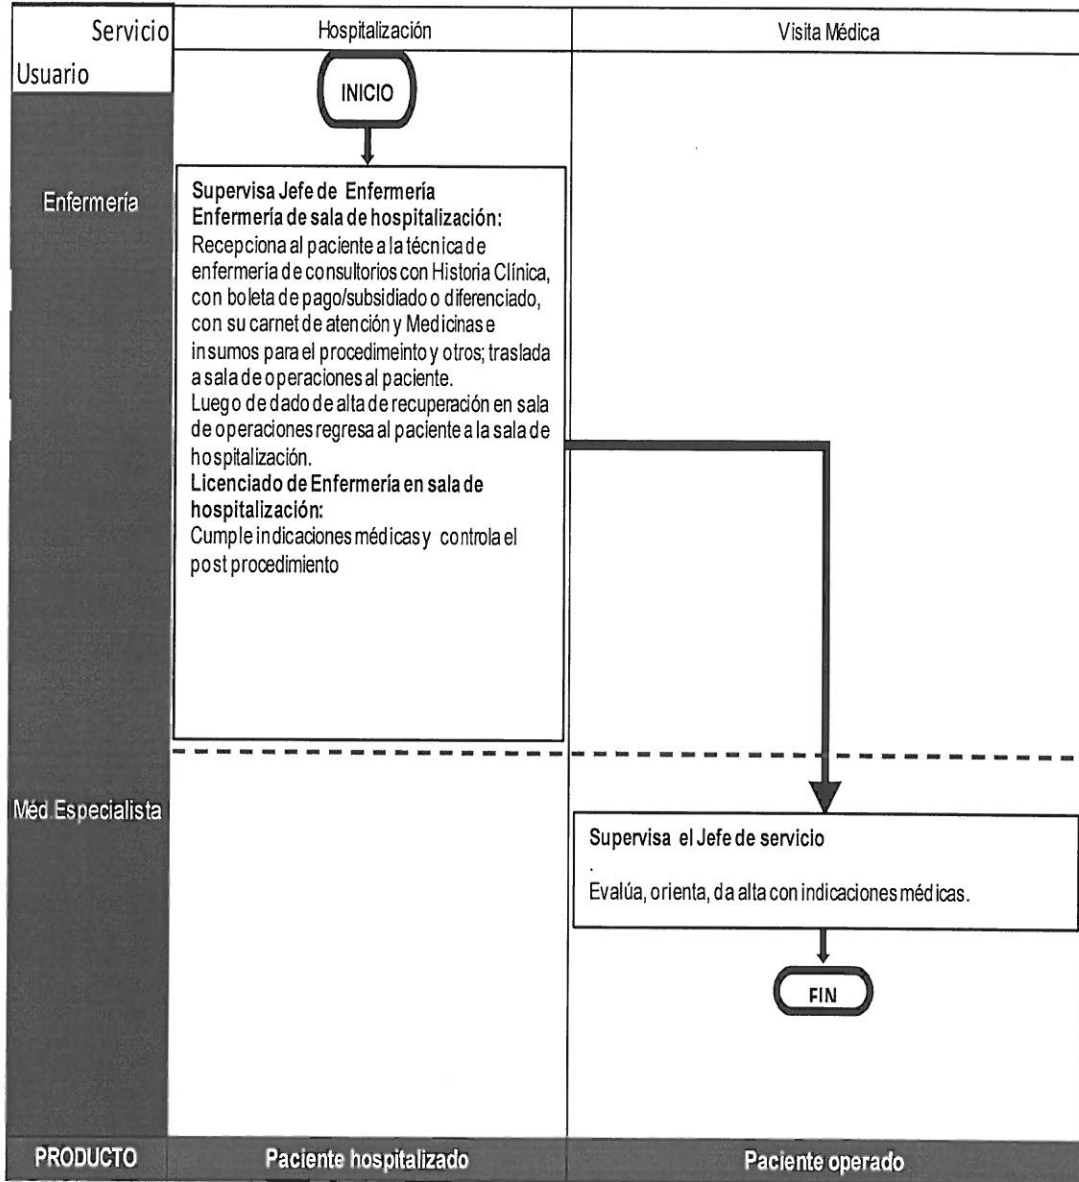 Servicio
Hospitalización
Visita Médica
Usuario
INICIO
Enfermería
Supervisa Jefe de Enfermería
Enfermería de sala de hospitalización:
Recepciona al paciente a la técnica de
enfermería de consultorios con Historia Clínica,
con boleta de pago/subsidiado o diferenciado,
con su carnet de atención y Medicinas e
insumos para el procedimeinto y otros; traslada
a sala de operaciones al paciente.
Luego de dado de alta de recuperación en sala
de operaciones regresa al paciente a la sala de
hospitalización.
Licenciado de Enfermería en sala de
hospitalización:
Cumple indicaciones médicas y controla el
post procedimiento
Méd.Especialista
Supervisa el Jefe de servicio
.
Evalúa, orienta, da alta con indicaciones médicas.
FIN
PRODUCTO
Paciente hospitalizado
Paciente operado